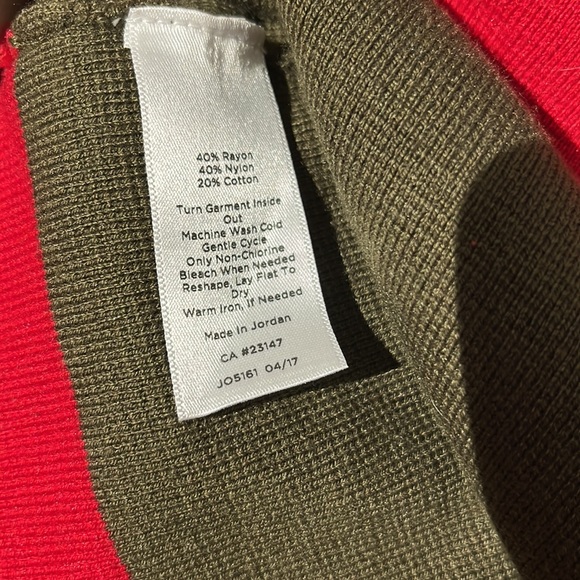 40% Rayon
40% Nylon
20% Cotton
Turn Garment Inside
Out
Machine Wash Cold
Gentle Cycle
Only Non-Chlorine
Bleach When Needed
Reshape, Lay Flat To
Dry
Warm Iron, If Needed
Made In Jordan
CA #23147
JO5161 04/17